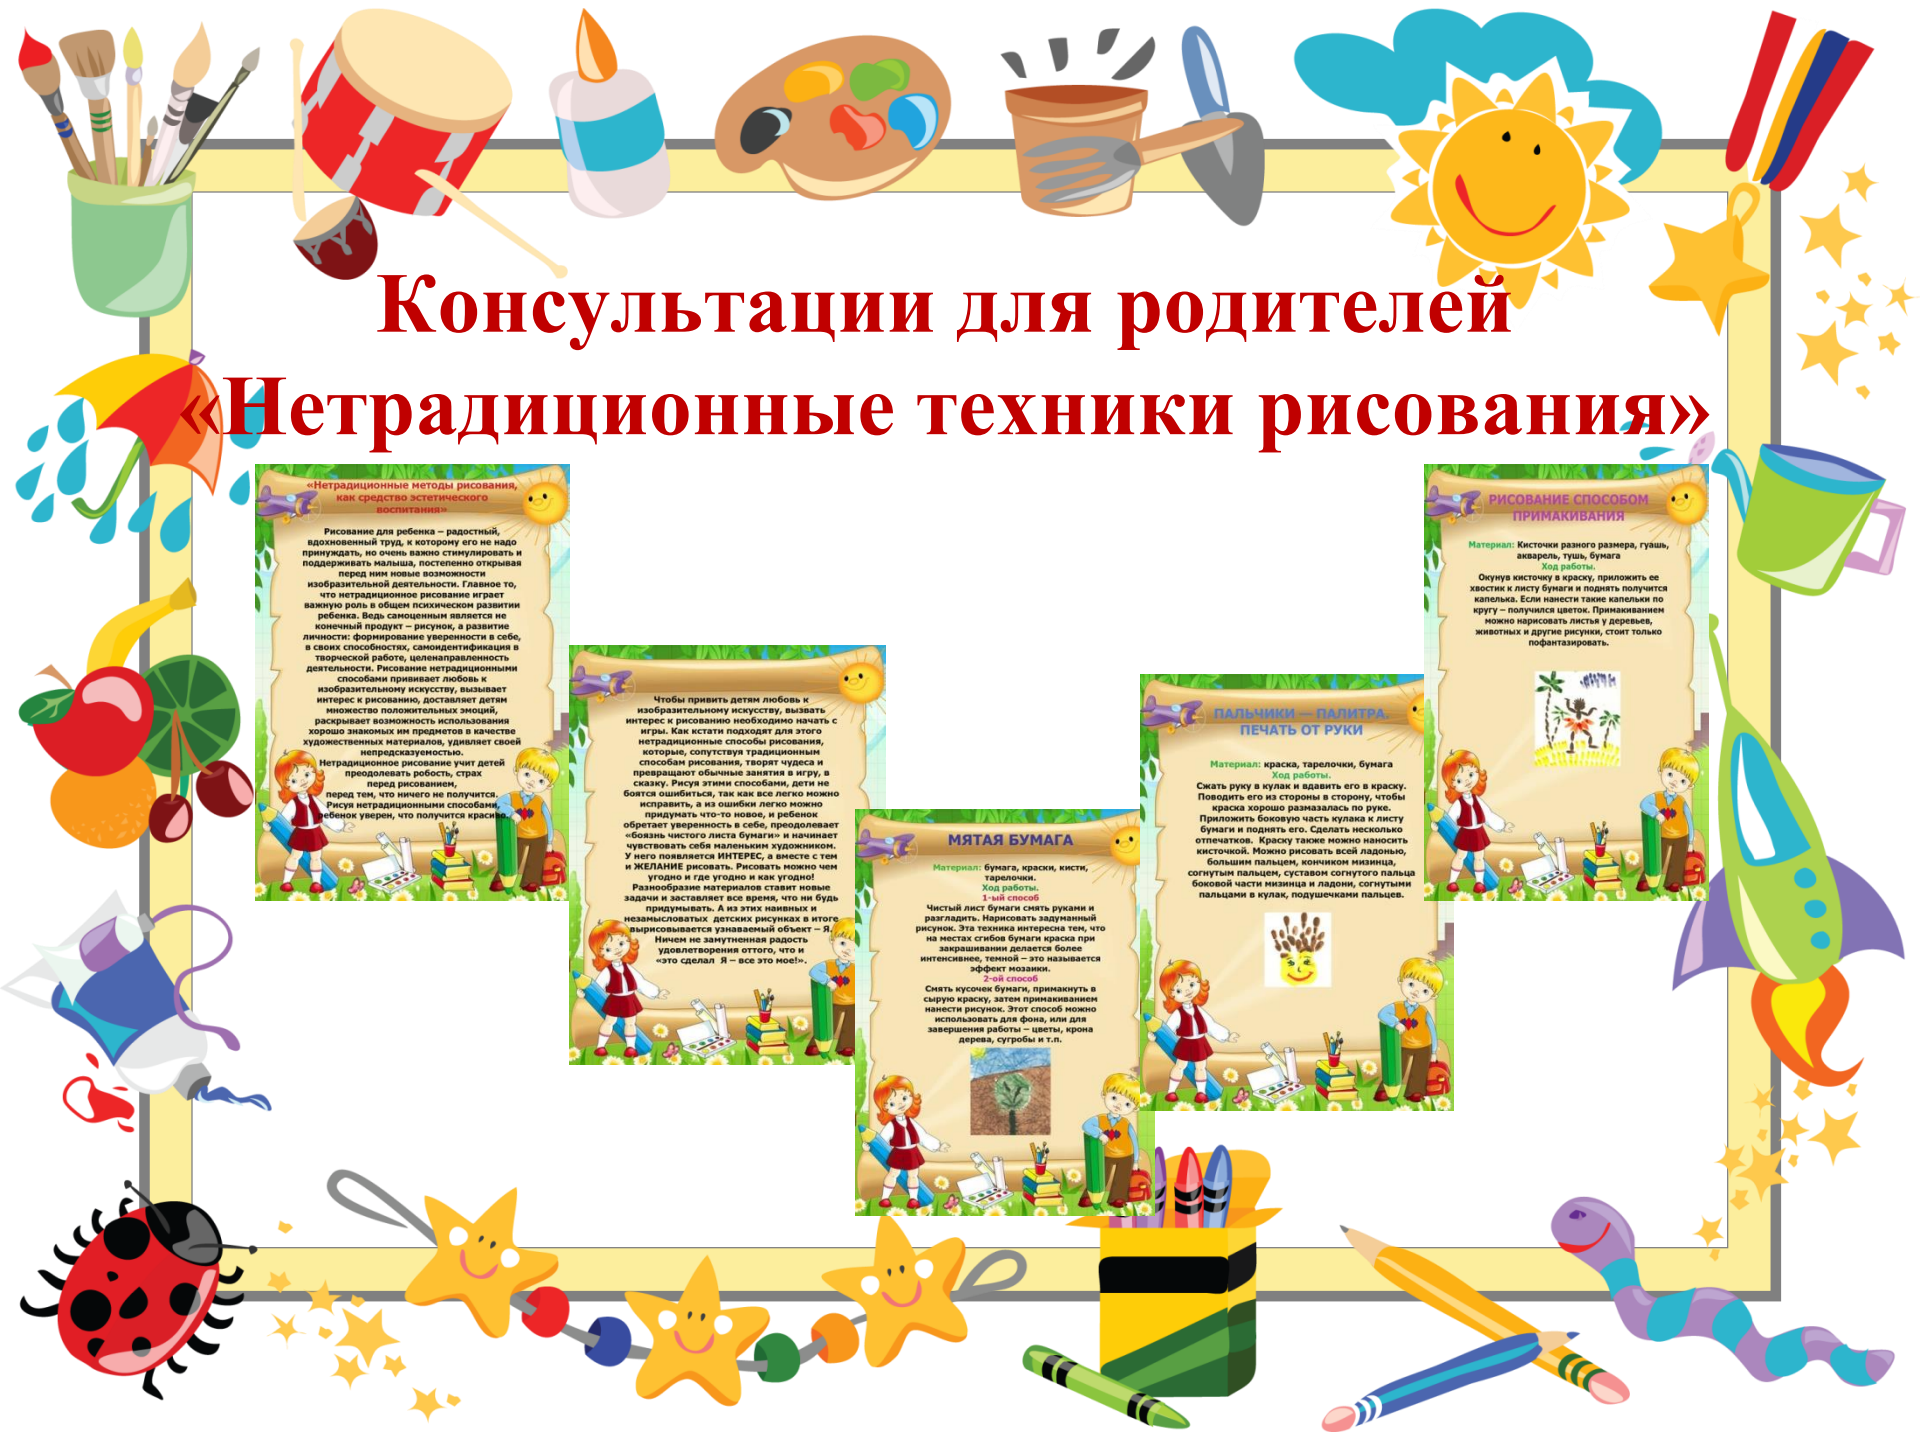 Консультации для родителей
«Нетрадиционные техники рисования»
«Нетрадиционные методы рисования,
как средство эстетического
воспитания»
Рисование для ребенка – радостный,
вдохновенный труд, к которому его не надо
принуждать, но очень важно стимулировать и
поддерживать малыша, постепенно открывая
перед ним новые возможности
изобразительной деятельности. Главное то,
что нетрадиционное рисование играет
важную роль в общем психическом развитии
ребенка. Ведь самоценным является не
конечный продукт – рисунок, а развитие
личности: формирование уверенности в себе,
в своих способностях, самоидентификация в
творческой работе, целенаправленность
деятельности. Рисование нетрадиционными
способами прививает любовь к
изобразительному искусству, вызывает
интерес к рисованию, доставляет детям
множество положительных эмоций,
раскрывает возможность использования
хорошо знакомых им предметов в качестве
художественных материалов, удивляет своей
непредсказуемостью.
Нетрадиционное рисование учит детей
преодолевать робость, страх
перед рисованием,
перед тем, что ничего не получится.
Рисуя нетрадиционными способами,
ребенок уверен, что получится красиво.
Чтобы привить детям любовь к
изобразительному искусству, вызвать
интерес к рисованию необходимо начать с
игры. Как кстати подходят для этого
нетрадиционные способы рисования,
которые, сопутствуя традиционным
способам рисования, творят чудеса и
превращают обычные занятия в игру, в
сказку. Рисуя этими способами, дети не
боятся ошибиться, так как все легко можно
исправить, а из ошибки легко можно
придумать что-то новое, и ребенок
обретает уверенность в себе, преодолевает
«боязнь чистого листа бумаги» и начинает
чувствовать себя маленьким художником.
У него появляется ИНТЕРЕС, а вместе с тем
и ЖЕЛАНИЕ рисовать. Рисовать можно чем
угодно и где угодно и как угодно!
Разнообразие материалов ставит новые
задачи и заставляет все время, что ни будь
придумывать. А из этих наивных и
незамысловатых детских рисунках в итоге
вырисовывается узнаваемый объект – Я.
Ничем не замутненная радость
удовлетворения оттого, что и
«это сделал Я – все это мое!».
МЯТАЯ БУМАГА
Материал: бумага, краски, кисти,
тарелочки.
Ход работы.
1-ый способ
Чистый лист бумаги смять руками и
разгладить. Нарисовать задуманный
рисунок. Эта техника интересна тем, что
на местах сгибов бумаги краска при
закрашивании делается более
интенсивнее, темной – это называется
эффект мозаики.
2-ой способ
Смять кусочек бумаги, примакнуть в
сырую краску, затем примакиванием
нанести рисунок. Этот способ можно
использовать для фона, или для
завершения работы – цветы, крона
дерева, сугробы и т.п.
ПАЛЬЧИКИ — ПАЛИТРА.
ПЕЧАТЬ ОТ РУКИ
Материал: краска, тарелочки, бумага
Ход работы.
Сжать руку в кулак и вдавить его в краску.
Поводить его из стороны в сторону, чтобы
краска хорошо размазалась по руке.
Приложить боковую часть кулака к листу
бумаги и поднять его. Сделать несколько
отпечатков. Краску также можно наносить
кисточкой. Можно рисовать всей ладонью,
большим пальцем, кончиком мизинца,
согнутым пальцем, суставом согнутого пальца
боковой части мизинца и ладони, согнутыми
пальцами в кулак, подушечками пальцев.
РИСОВАНИЕ СПОСОБОМ
ПРИМАКИВАНИЯ
Материал: Кисточки разного размера, гуашь,
акварель, тушь, бумага
Ход работы.
Окунув кисточку в краску, приложить ее
хвостик к листу бумаги и поднять получится
капелька. Если нанести такие капельки по
кругу – получился цветок. Примакиванием
можно нарисовать листья у деревьев,
животных и другие рисунки, стоит только
пофантазировать.